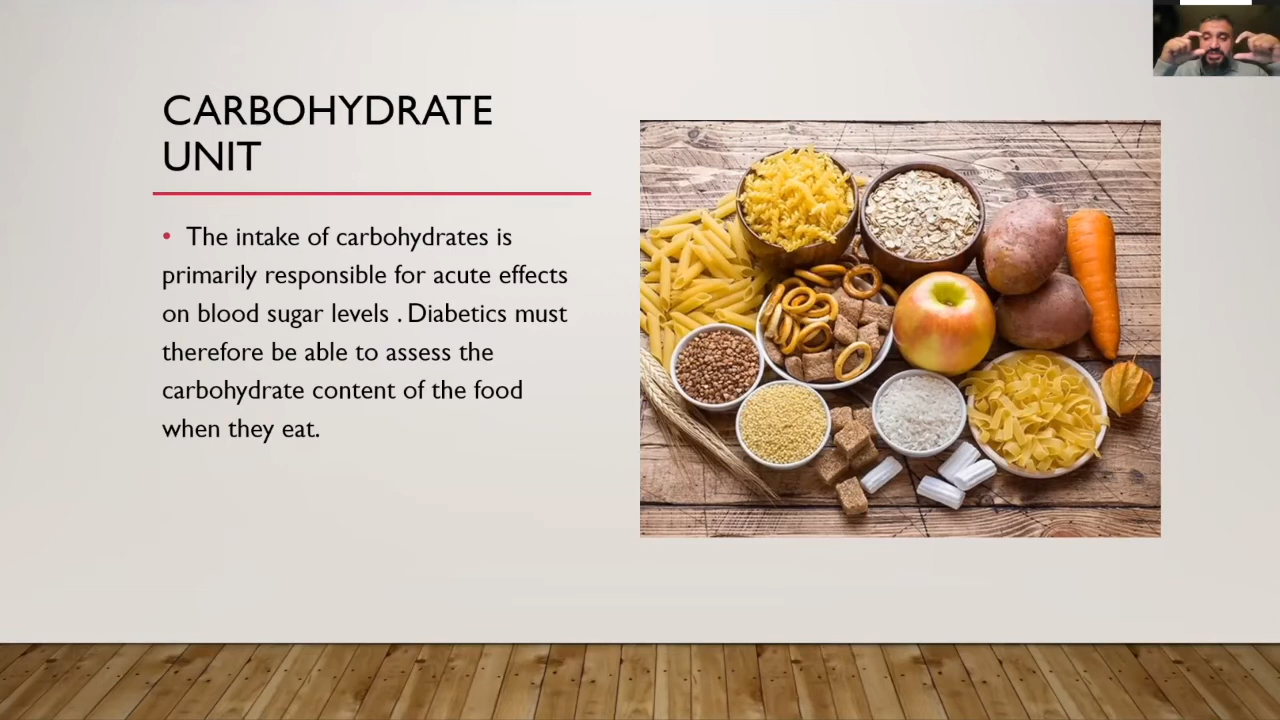 CARBOHYDRATE
UNIT
• The intake of carbohydrates is
primarily responsible for acute effects
on blood sugar levels . Diabetics must
therefore be able to assess the
carbohydrate content of the food
when they eat.